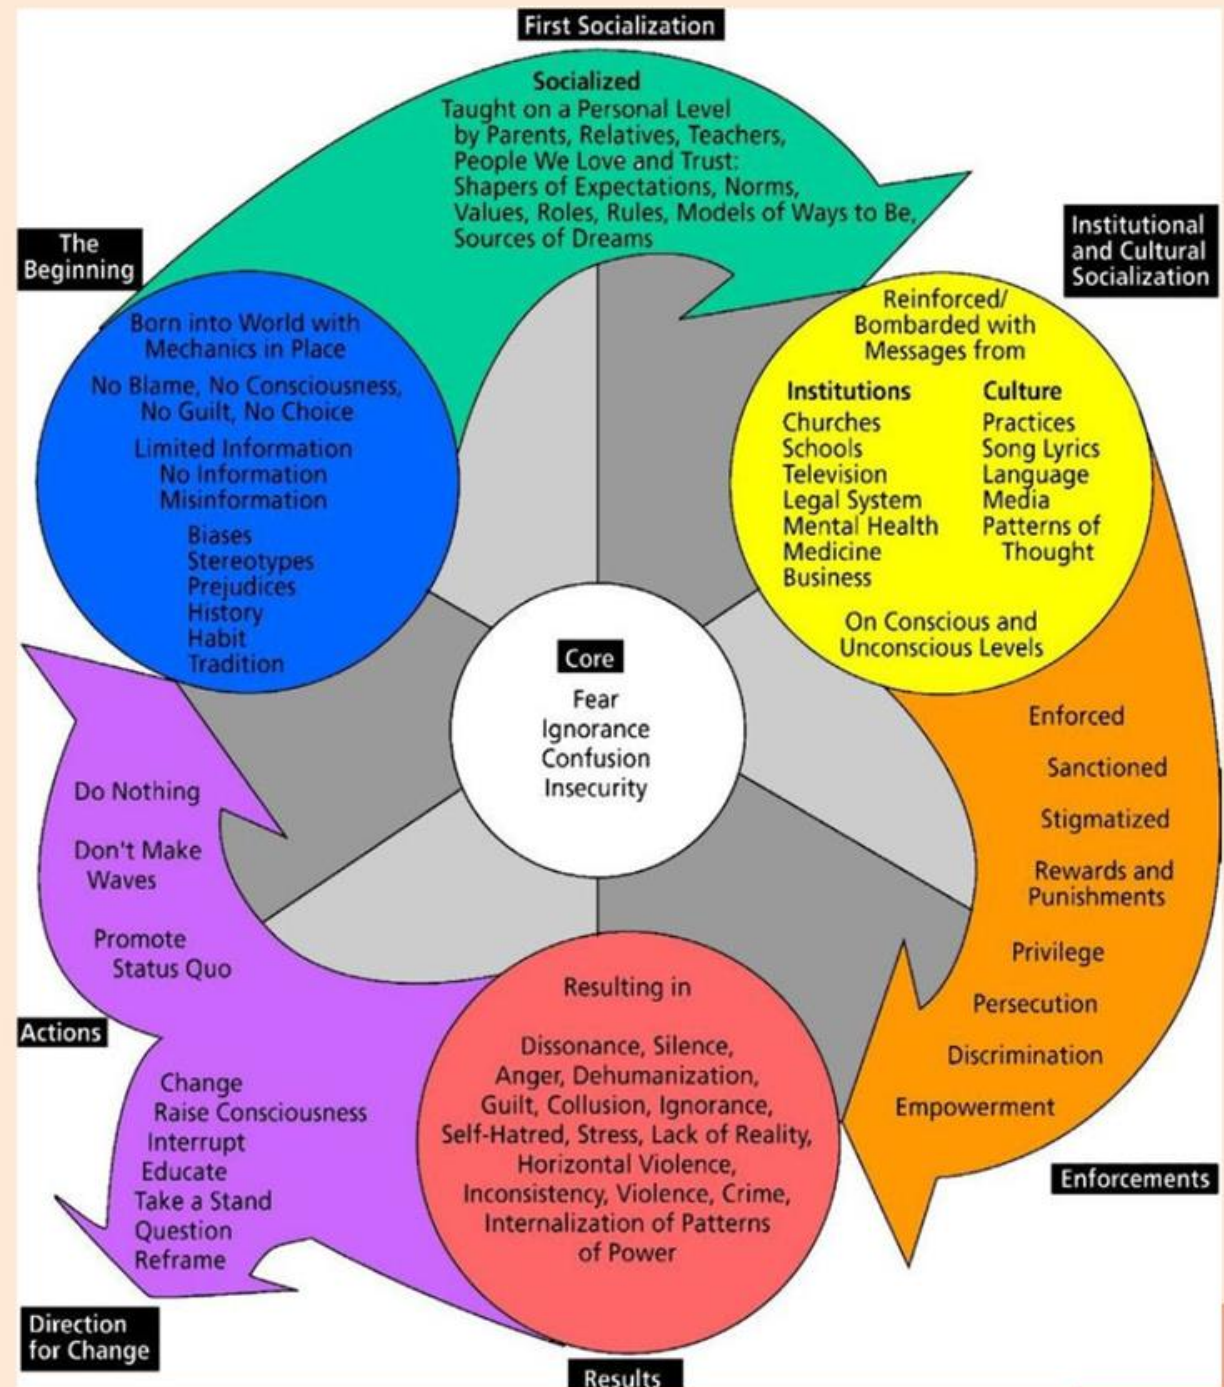 First Socialization
Socialized
Taught on a Personal Level
by Parents, Relatives, Teachers,
People We Love and Trust:
Shapers of Expectations, Norms,
Values, Roles, Rules, Models of Ways to Be,
Sources of Dreams
The
Beginning
Born into World with
Mechanics in Place
No Blame, No Consciousness,
No Guilt, No Choice
Limited Information
No Information
Misinformation
Biases
Stereotypes
Prejudices
History
Habit
Tradition
Institutional
and Cultural
Socialization
Reinforced/
Bombarded with
Messages from
Institutions
Churches
Schools
Television
Legal System
Mental Health
Medicine
Business
Culture
Practices
Song Lyrics
Language
Media
Patterns of
Thought
On Conscious and
Unconscious Levels
Core
Fear
Ignorance
Confusion
Insecurity
Enforced
Sanctioned
Stigmatized
Rewards and
Punishments
Privilege
Persecution
Discrimination
Empowerment
Enforcements
Resulting in
Dissonance, Silence,
Anger, Dehumanization,
Guilt, Collusion, Ignorance,
Self-Hatred, Stress, Lack of Reality,
Horizontal Violence,
Inconsistency, Violence, Crime,
Internalization of Patterns
of Power
Results
Do Nothing
Don't Make
Waves
Promote
Status Quo
Actions
Change
Raise Consciousness
Interrupt
Educate
Take a Stand
Question
Reframe
Direction
for Change